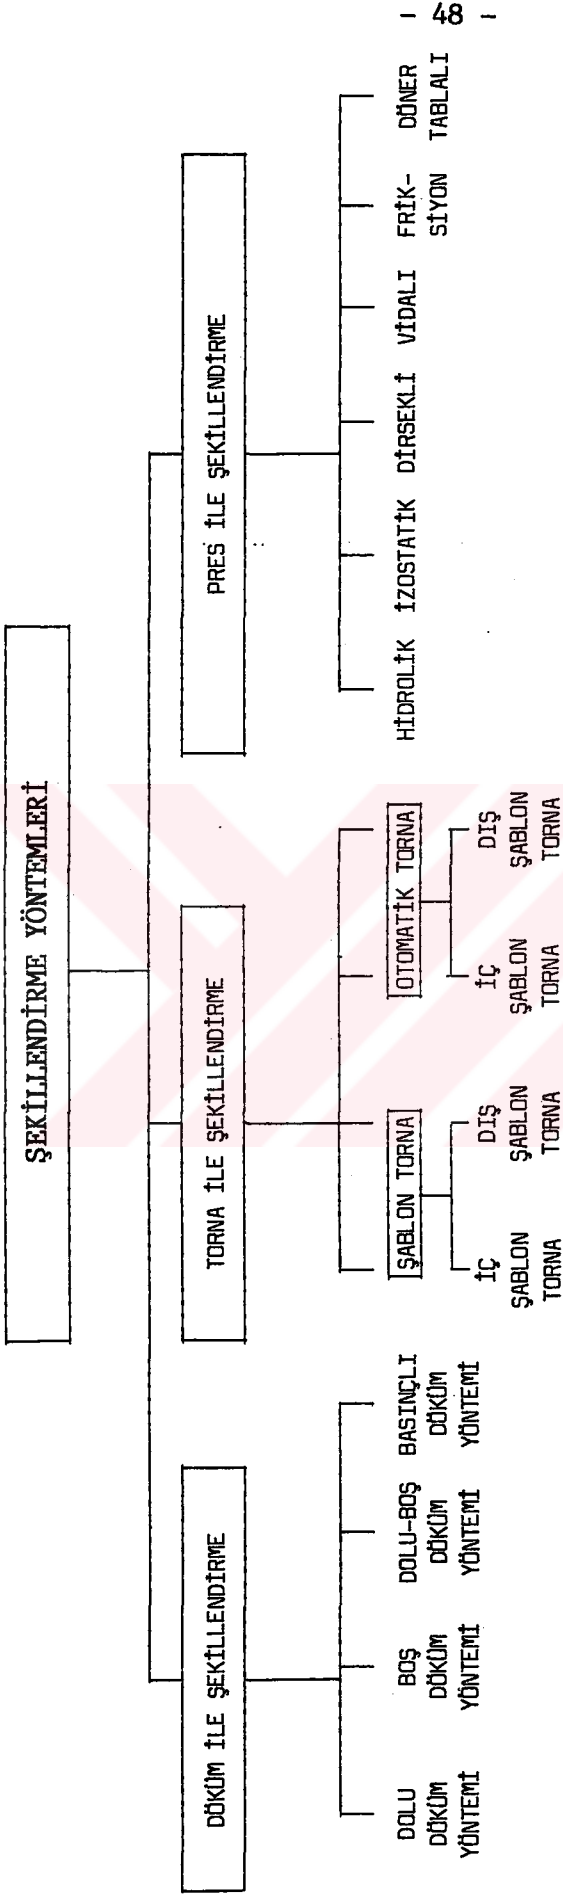 - 48 -
ŞEKİLLENDİRME YÖNTEMLERİ
DÖKÜM İLE ŞEKİLLENDİRME
TORNA İLE ŞEKİLLENDİRME
PRES İLE ŞEKİLLENDİRME
DOLU
DÖKÜM
YÖNTEMİ
BOŞ
DÖKÜM
YÖNTEMİ
DOLU-BOŞ
DÖKÜM
YÖNTEMİ
BASINÇLI
DÖKÜM
YÖNTEMİ
ŞABLON TORNA
İÇ
ŞABLON
TORNA
DIŞ
ŞABLON
TORNA
OTOMATİK TORNA
İÇ
ŞABLON
TORNA
DIŞ
ŞABLON
TORNA
HİDROLİK
İZOSTATİK
DİRSEKLİ
VİDALI
FRİK-
SİYON
DÖNER
TABLALI